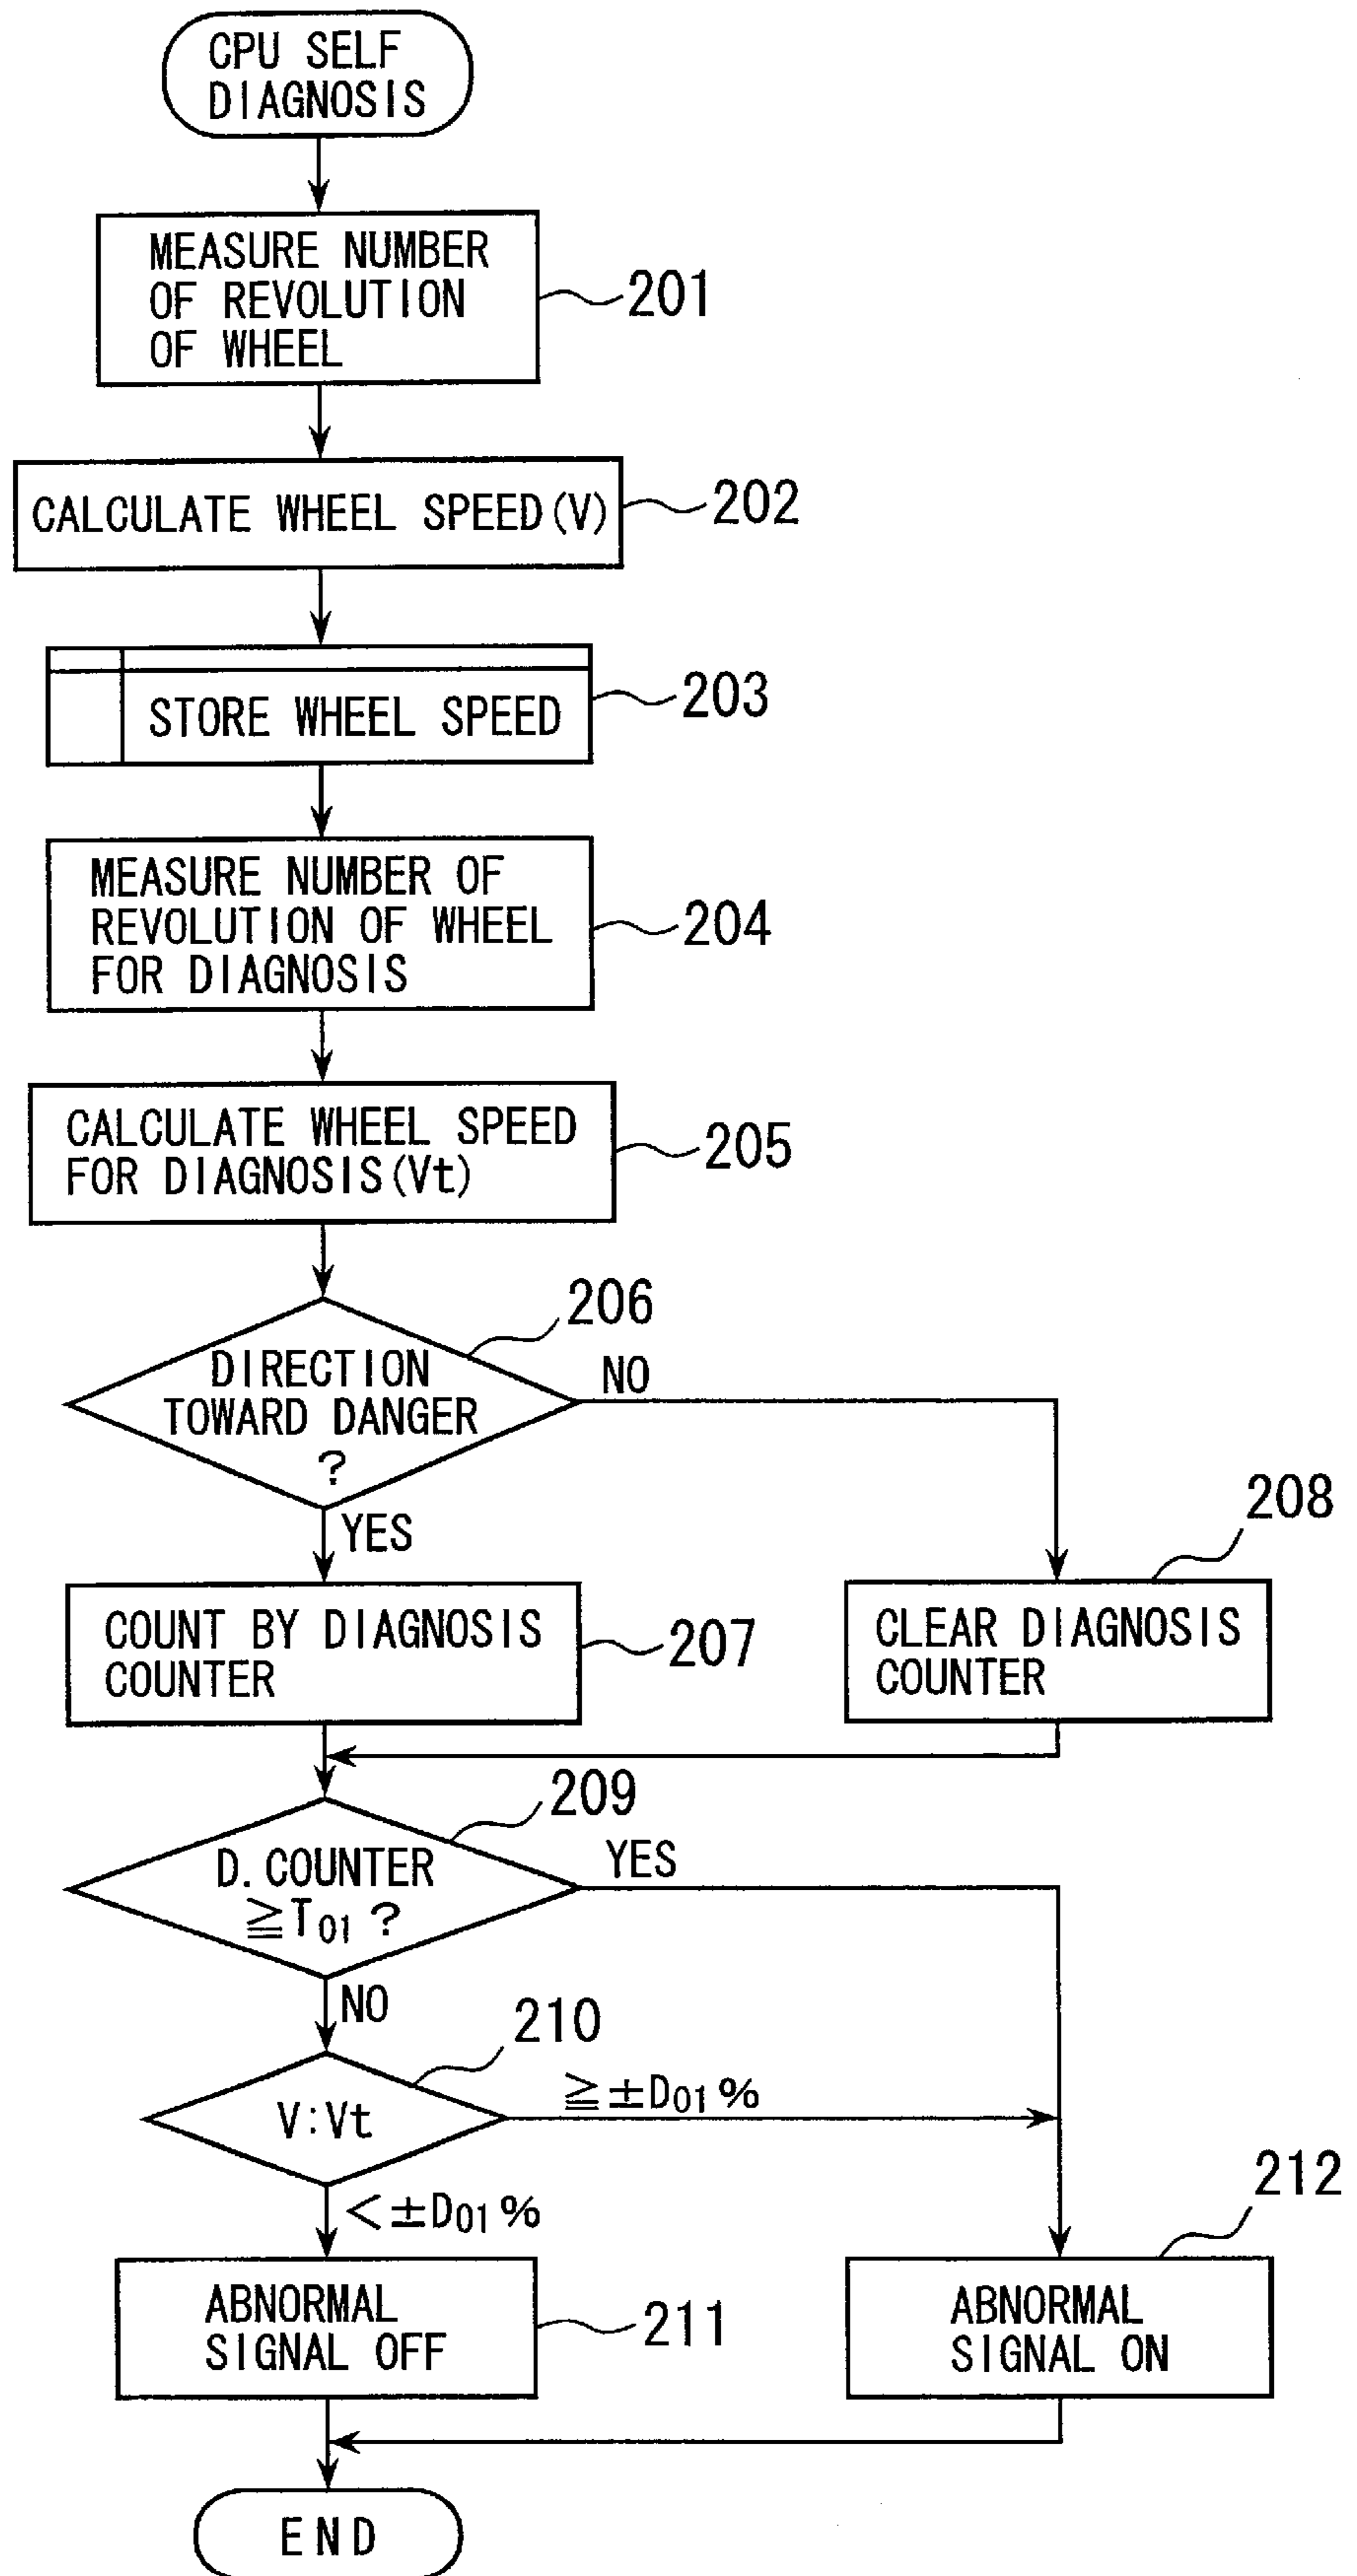 CPU SELF
DIAGNOSIS
MEASURE NUMBER
OF REVOLUTION
OF WHEEL
201
CALCULATE WHEEL SPEED(V)
202
STORE WHEEL SPEED
203
MEASURE NUMBER OF
REVOLUTION OF WHEEL
FOR DIAGNOSIS
204
CALCULATE WHEEL SPEED
FOR DIAGNOSIS(Vt)
205
206
DIRECTION
TOWARD DANGER
?
NO
YES
208
COUNT BY DIAGNOSIS
COUNTER
207
CLEAR DIAGNOSIS
COUNTER
209
D.COUNTER
≧T01 ?
YES
NO
210
V:Vt
≧±D01%
<±D01%
212
ABNORMAL
SIGNAL OFF
211
ABNORMAL
SIGNAL ON
END